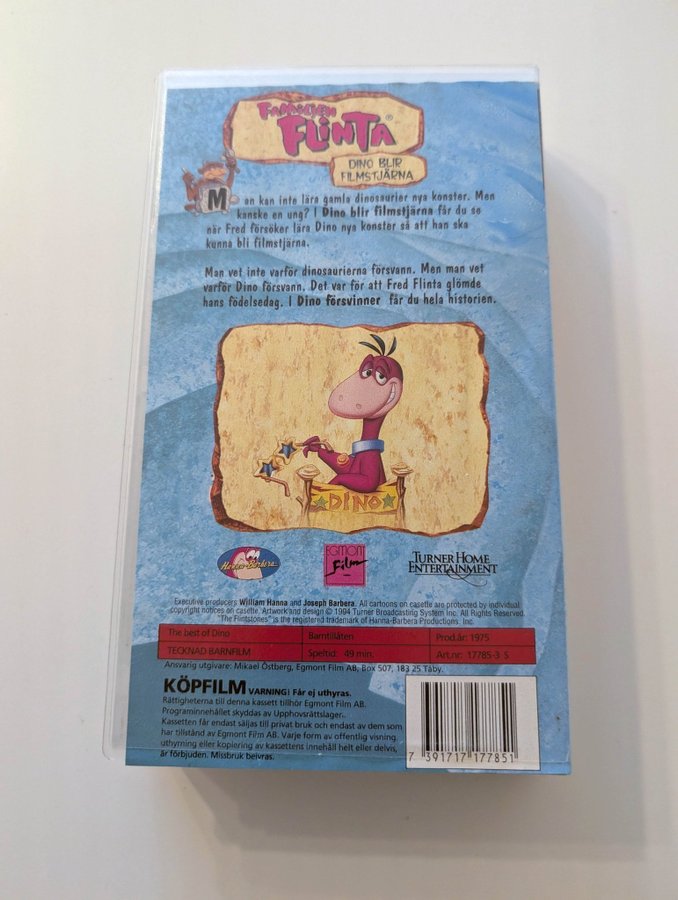 FAMILJEN
FLINTA®
DINO BLIR
FILMSTJÄRNA
Man kan inte lära gamla dinosaurier nya konster. Men
kanske en ung? I Dino blir filmstjärna får du se
när Fred försöker lära Dino nya konster så att han ska
kunna bli filmstjärna.
Man vet inte varför dinosaurierna försvann. Men man vet
varför Dino försvann. Det var för att Fred Flinta glömde
hans födelsedag. I Dino försvinner får du hela historien.
DINO
Hanna-Barbera
EGMONT
Film
TURNER HOME
ENTERTAINMENT
Executive producers William Hanna and Joseph Barbera. All cartoons on casette are protected by individual
copyright notices on casette. Artwork and design © 1994 Turner Broadcasting System Inc. All Rights Reserved.
"The Flintstones" is the registered trademark of Hanna-Barbera Productions, Inc.
The best of Dino Barntillåten Prod.år: 1975
TECKNAD BARNFILM Speltid: 49 min. Art.nr: 17785-3 S
Ansvarig utgivare: Mikael Östberg, Egmont Film AB, Box 507, 183 25 Täby.
KÖPFILM VARNING! Får ej uthyras.
Rättigheterna till denna kassett tillhör Egmont Film AB.
Programinnehållet skyddas av Upphovsrättslagen.
Kassetten får endast säljas till privat bruk och endast av dem som
har tillstånd av Egmont Film AB. Varje form av offentlig visning,
uthyrning eller kopiering av kassettens innehåll helt eller delvis,
är förbjuden. Missbruk beivras.
7 391717 177851